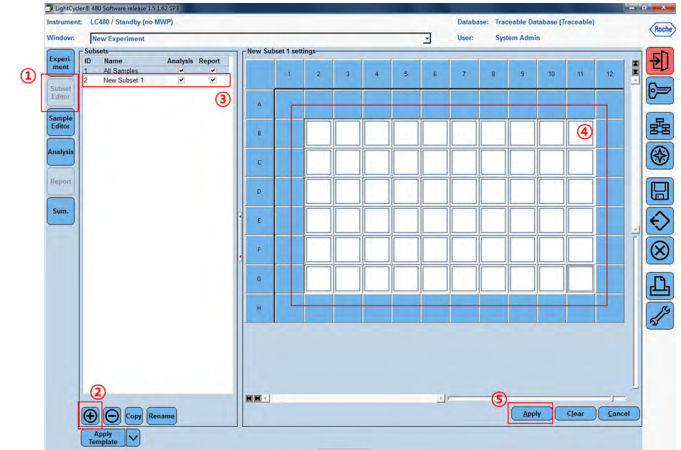 LightCycler® 480 Software release 1.5.1.62 SP3
Instrument: LC480 / Standby (no MWP) Database: Traceable Database (Traceable)
Window: New Experiment User: System Admin
Roche
① Experi-
ment
Subset
Editor
Sample
Editor
Analysis
Report
Sum.
Subsets
ID Name Analysis Report
1 All Samples
2 New Subset 1
③
New Subset 1 settings
1 2 3 4 5 6 7 8 9 10 11 12
A
B ④
C
D
E
F
G
H
②
Copy Rename
Apply
Template
⑤
Apply Clear Cancel